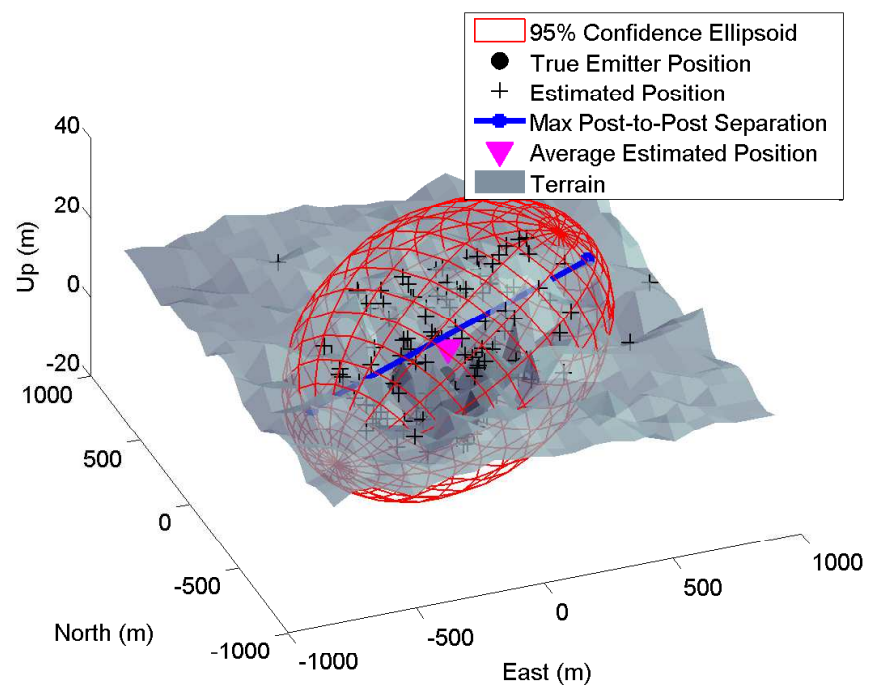 95% Confidence Ellipsoid
True Emitter Position
Estimated Position
Max Post-to-Post Separation
Average Estimated Position
Terrain
40
20
0
-20
Up (m)
1000
500
0
-500
-1000
North (m)
-1000
-500
0
500
1000
East (m)